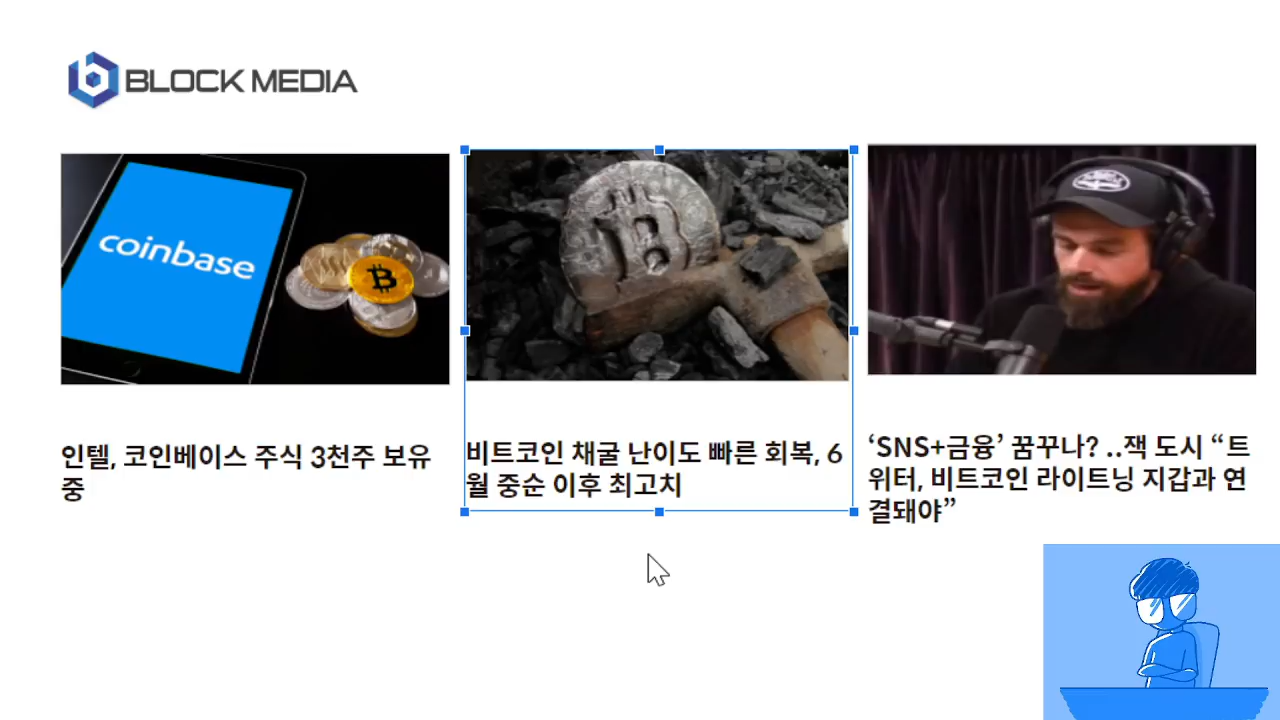 BLOCK MEDIA
coinbase
인텔, 코인베이스 주식 3천주 보유
중
비트코인 채굴 난이도 빠른 회복, 6
월 중순 이후 최고치
‘SNS+금융’ 꿈꾸나? ..잭 도시 “트
위터, 비트코인 라이트닝 지갑과 연
결돼야”